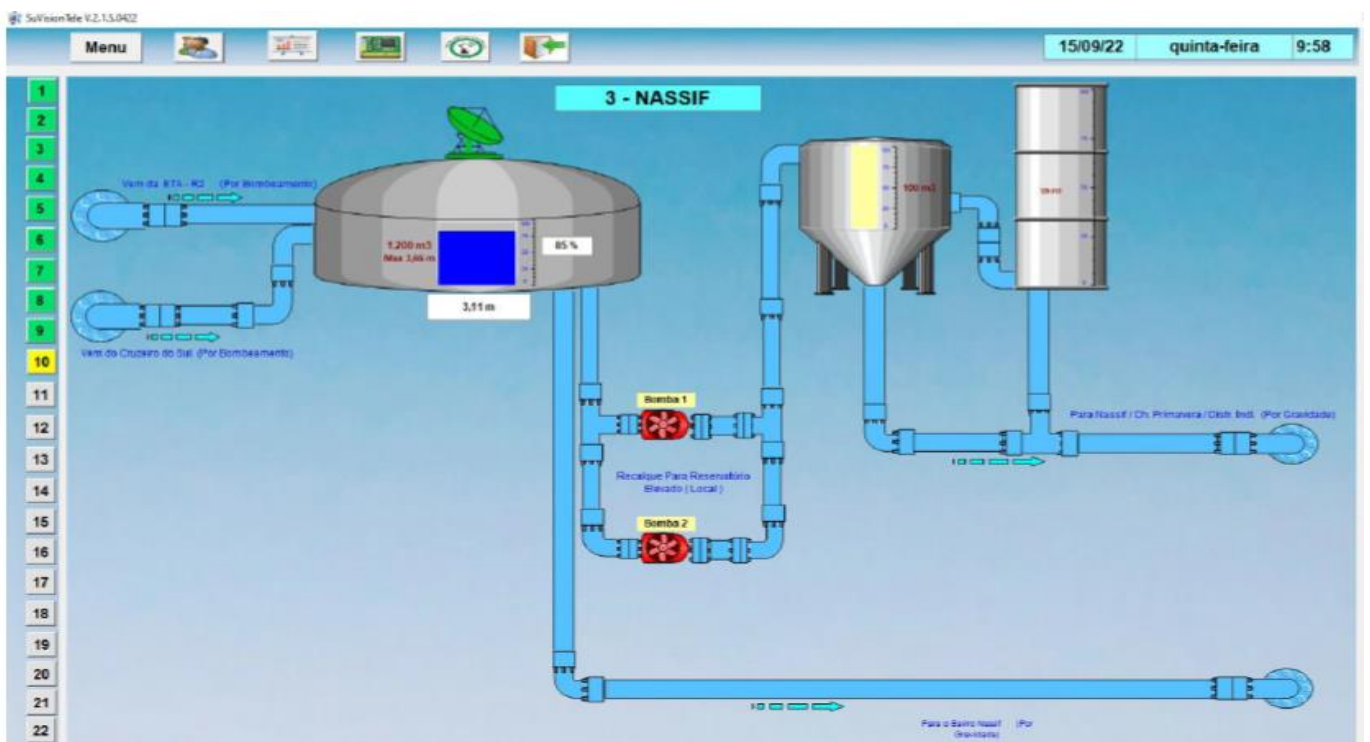 SuVisionTele V.2.1.5.0422
Menu
15/09/22 quinta-feira 9:58
3 - NASSIF
1
2
3
4
5
6
7
8
9
10
11
12
13
14
15
16
17
18
19
20
21
22
Vem da ETA - R2 (Por Bombeamento)
1.200 m3
Max 3,66 m
85 %
3,11 m
Vem do Cruzeiro do Sul (Por Bombeamento)
100 m3
Bomba 1
Recalque Para Reservatório
Elevado ( Local )
Bomba 2
Para Nassif / Ch. Primavera / Distr. Indl. (Por Gravidade)
Para o Bairro Nassif (Por
Gravidade)